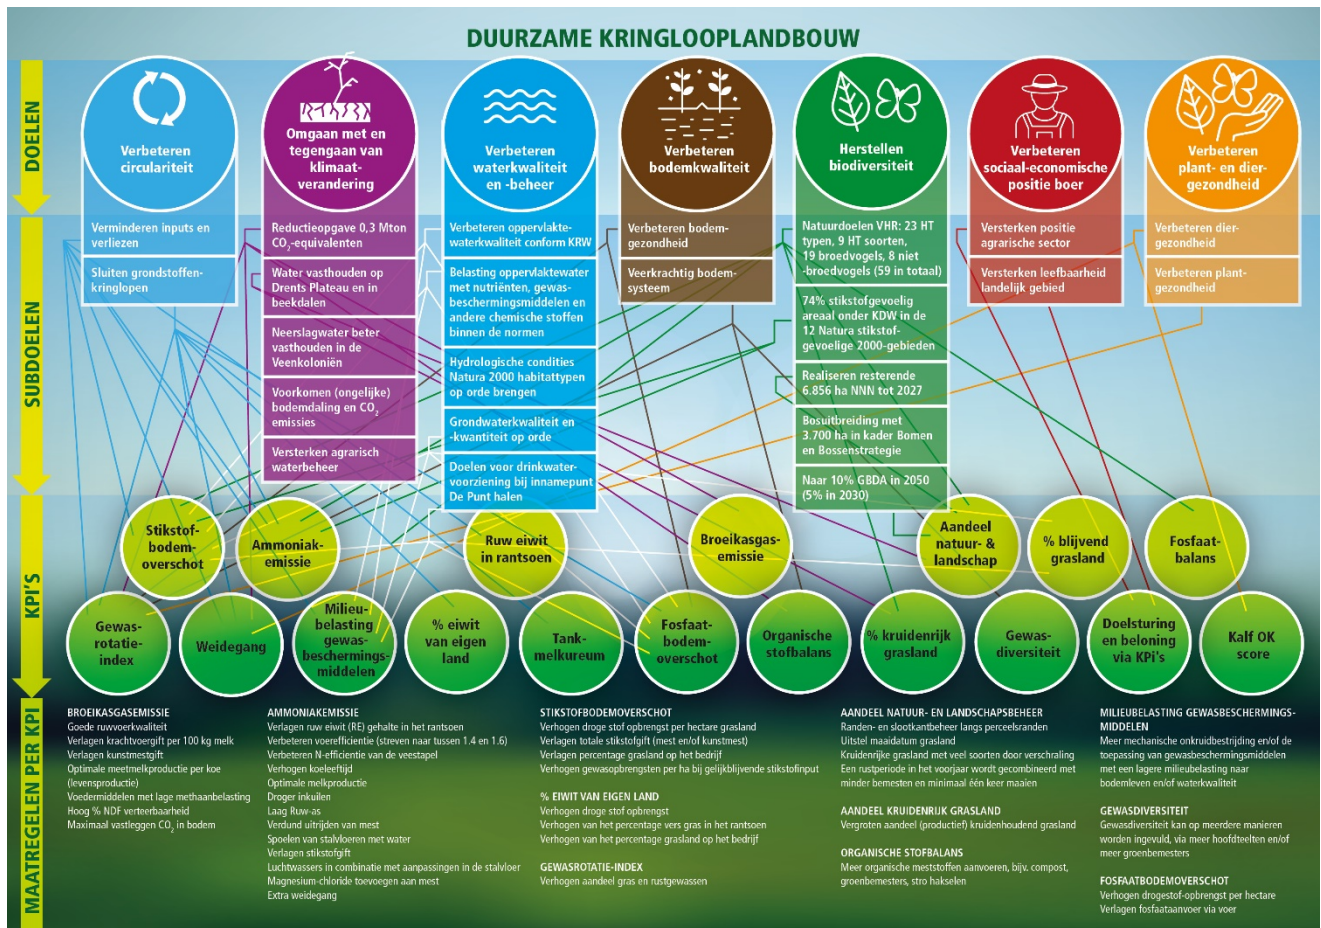 DUURZAME KRINGLOOPLANDBOUW
DOELEN
Verbeteren
circulariteit
Omgaan met en
tegengaan van
klimaat-
verandering
Verbeteren
waterkwaliteit
en -beheer
Verbeteren
bodemkwaliteit
Herstellen
biodiversiteit
Verbeteren
sociaal-economische
positie boer
Verbeteren
plant- en dier-
gezondheid
SUBDOELEN
Verminderen inputs en
verliezen
Sluiten grondstoffen-
kringlopen
Reductieopgave 0,3 Mton
CO₂-equivalenten
Water vasthouden op
Drents Plateau en in
beekdalen
Neerslagwater beter
vasthouden in de
Veenkoloniën
Voorkomen (ongelijke)
bodemdaling en CO₂
emissies
Versterken agrarisch
waterbeheer
Verbeteren oppervlakte-
waterkwaliteit conform KRW
Belasting oppervlaktewater
met nutriënten, gewas-
beschermingsmiddelen en
andere chemische stoffen
binnen de normen
Hydrologische condities
Natura 2000 habitattypen
op orde brengen
Grondwaterkwaliteit en
-kwantiteit op orde
Doelen voor drinkwater-
voorziening bij innamepunt
De Punt halen
Verbeteren bodem-
gezondheid
Veerkrachtig bodem-
systeem
Natuurdoelen VHR: 23 HT
typen, 9 HT soorten,
19 broedvogels, 8 niet
-broedvogels (59 in totaal)
74% stikstofgevoelig
areaal onder KDW in de
12 Natura stikstof-
gevoelige 2000-gebieden
Realiseren resterende
6.856 ha NNN tot 2027
Bosuitbreiding met
3.700 ha in kader Bomen
en Bossenstrategie
Naar 10% GBDA in 2050
(5% in 2030)
Versterken positie
agrarische sector
Versterken leefbaarheid
landelijk gebied
Verbeteren dier-
gezondheid
Verbeteren plant-
gezondheid
KPI'S
Stikstof-
bodem-
overschot
Ammoniak-
emissie
Ruw eiwit
in rantsoen
Broeikasgas-
emissie
Aandeel
natuur- &
landschap
% blijvend
grasland
Fosfaat-
balans
Gewas-
rotatie-
index
Weidegang
Milieu-
belasting
gewas-
beschermings-
middelen
% eiwit
van eigen
land
Tank-
melkureum
Fosfaat-
bodem-
overschot
Organische
stofbalans
% kruidenrijk
grasland
Gewas-
diversiteit
Doelsturing
en beloning
via KPi's
Kalf OK
score
MAATREGELEN PER KPI
BROEIKASGASEMISSIE
Goede ruwvoerkwaliteit
Verlagen krachtvoergift per 100 kg melk
Verlagen kunstmestgift
Optimale meetmelkproductie per koe
(levensproductie)
Voedermiddelen met lage methaanbelasting
Hoog % NDF verteerbaarheid
Maximaal vastleggen CO₂ in bodem
AMMONIAKEMISSIE
Verlagen ruw eiwit (RE) gehalte in het rantsoen
Verbeteren voerefficientie (streven naar tussen 1.4 en 1.6)
Verbeteren N-efficientie van de veestapel
Verhogen koeleeftijd
Optimale melkproductie
Droger inkuilen
Laag Ruw-as
Verdund uitrijden van mest
Spoelen van stalvloeren met water
Verlagen stikstofgift
Luchtwassers in combinatie met aanpassingen in de stalvloer
Magnesium-chloride toevoegen aan mest
Extra weidegang
STIKSTOFBODEMOVERSCHOT
Verhogen droge stof opbrengst per hectare grasland
Verlagen totale stikstofgift (mest en/of kunstmest)
Verlagen percentage grasland op het bedrijf
Verhogen gewasopbrengsten per ha bij gelijkblijvende stikstofinput
% EIWIT VAN EIGEN LAND
Verhogen droge stof opbrengst
Verhogen van het percentage vers gras in het rantsoen
Verhogen van het percentage grasland op het bedrijf
GEWASROTATIE-INDEX
Verhogen aandeel gras en rustgewassen
AANDEEL NATUUR- EN LANDSCHAPSBEHEER
Randen- en slootkantbeheer langs perceelsranden
Uitstel maaidatum grasland
Kruidenrijke grasland met veel soorten door verschraling
Een rustperiode in het voorjaar wordt gecombineerd met
minder bemesten en minimaal één keer maaien
AANDEEL KRUIDENRIJK GRASLAND
Vergroten aandeel (productief) kruidenhoudend grasland
ORGANISCHE STOFBALANS
Meer organische meststoffen aanvoeren, bijv. compost,
groenbemesters, stro hakselen
MILIEUBELASTING GEWASBESCHERMINGS-
MIDDELEN
Meer mechanische onkruidbestrijding en/of de
toepassing van gewasbeschermingsmiddelen
met een lagere milieubelasting naar
bodemleven en/of waterkwaliteit
GEWASDIVERSITEIT
Gewasdiversiteit kan op meerdere manieren
worden ingevuld, via meer hoofdteelten en/of
meer groenbemesters
FOSFAATBODEMOVERSCHOT
Verhogen drogestof-opbrengst per hectare
Verlagen fosfaataanvoer via voer